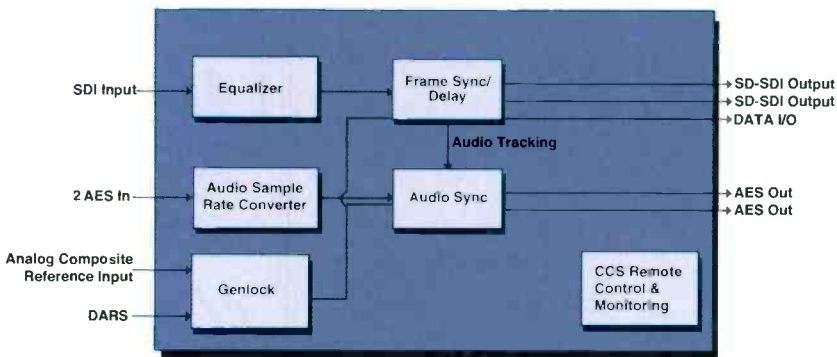 SDI Input
Equalizer
Frame Sync/
Delay
SD-SDI Output
SD-SDI Output
DATA I/O
Audio Tracking
2 AES In
Audio Sample
Rate Converter
Audio Sync
AES Out
AES Out
Analog Composite
Reference Input
DARS
Genlock
CCS Remote
Control &
Monitoring